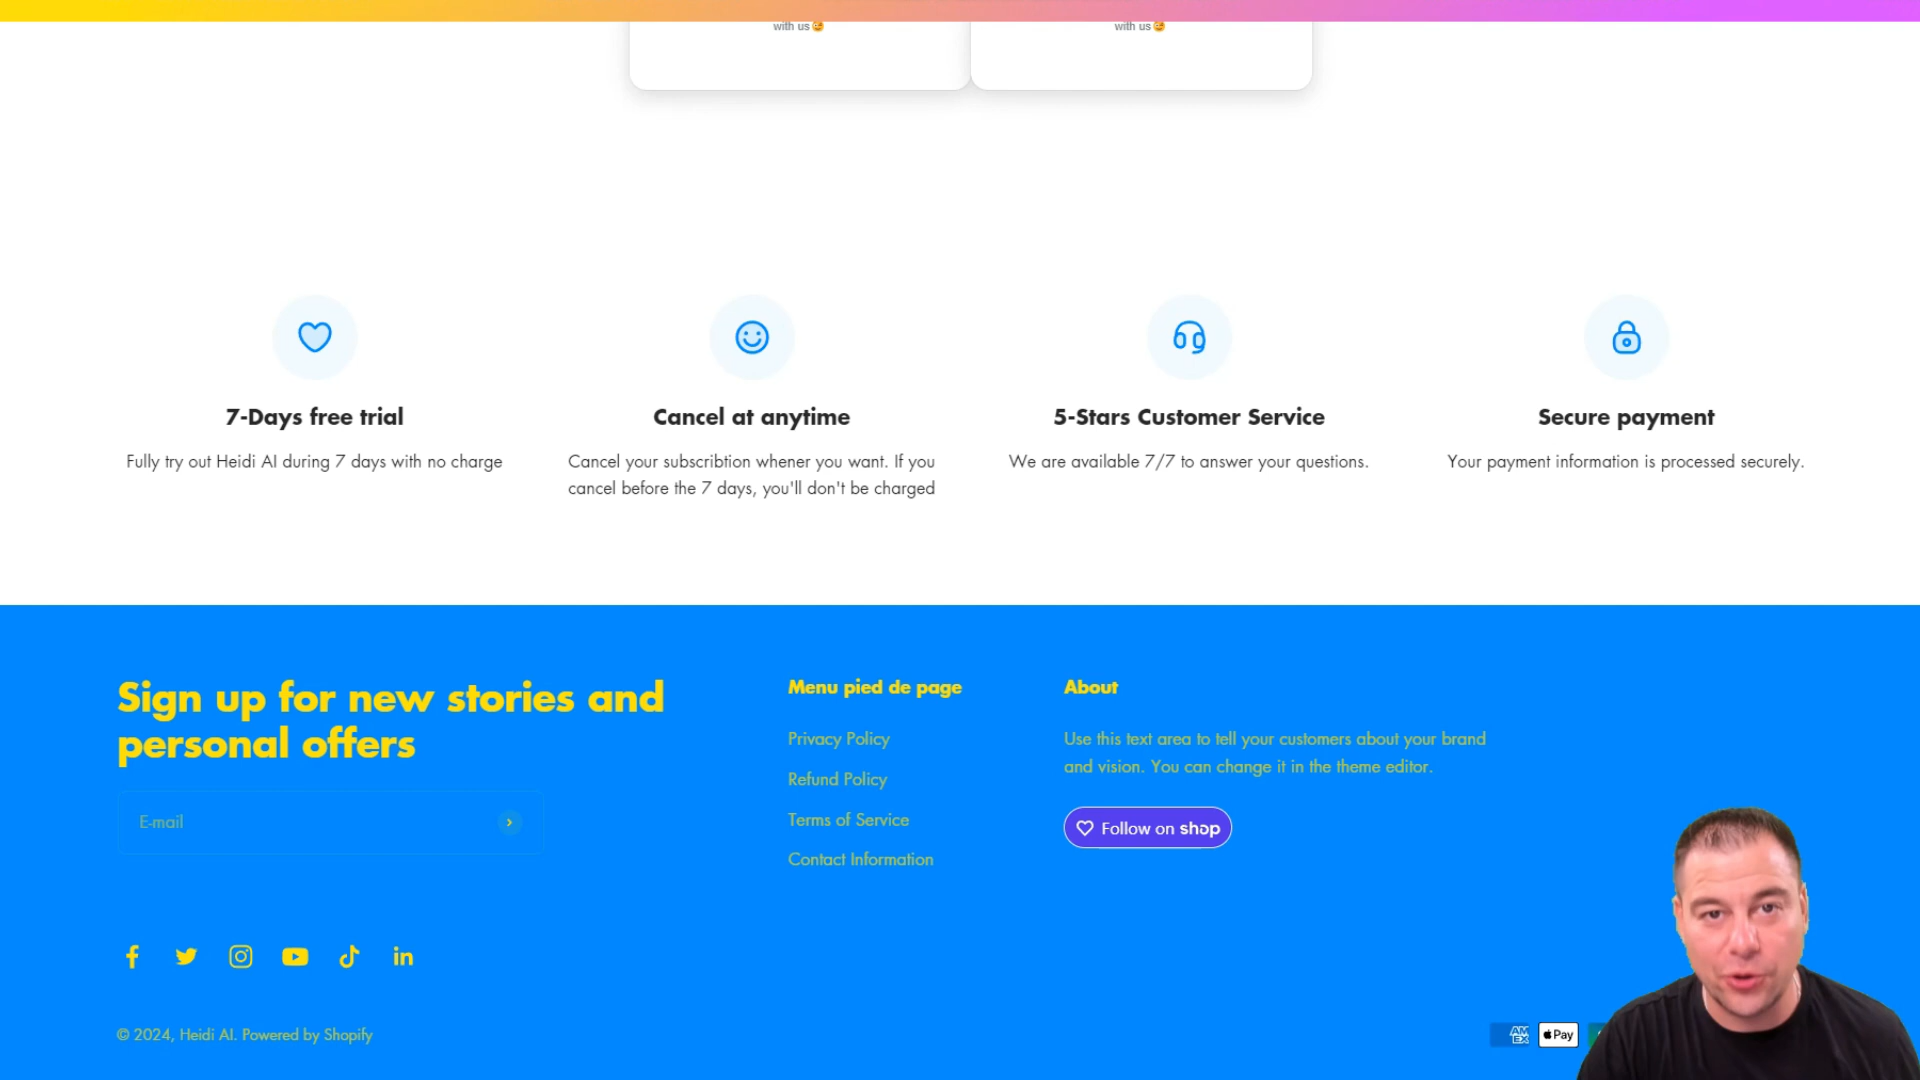 with us😉
with us😉
7-Days free trial
Fully try out Heidi AI during 7 days with no charge
Cancel at anytime
Cancel your subscribtion whener you want. If you
cancel before the 7 days, you'll don't be charged
5-Stars Customer Service
We are available 7/7 to answer your questions.
Secure payment
Your payment information is processed securely.
Sign up for new stories and
personal offers
E-mail
Menu pied de page
Privacy Policy
Refund Policy
Terms of Service
Contact Information
About
Use this text area to tell your customers about your brand
and vision. You can change it in the theme editor.
Follow on shop
© 2024, Heidi AI. Powered by Shopify
AM
EX
Pay